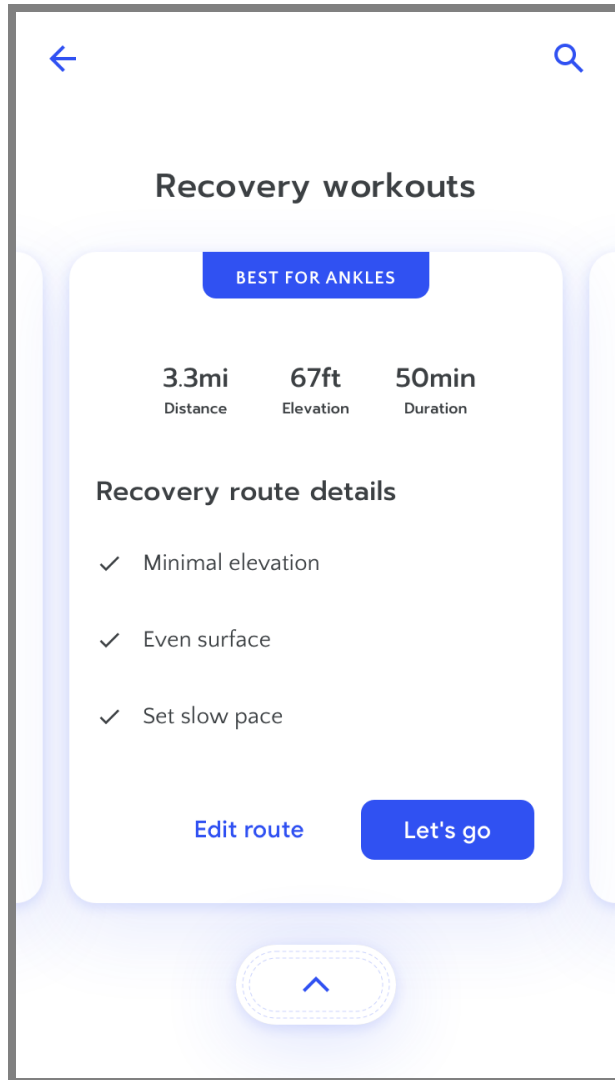 Recovery workouts
BEST FOR ANKLES
3.3mi 67ft 50min
Distance Elevation Duration
Recovery route details
Minimal elevation
Even surface
Set slow pace
Edit route Let's go